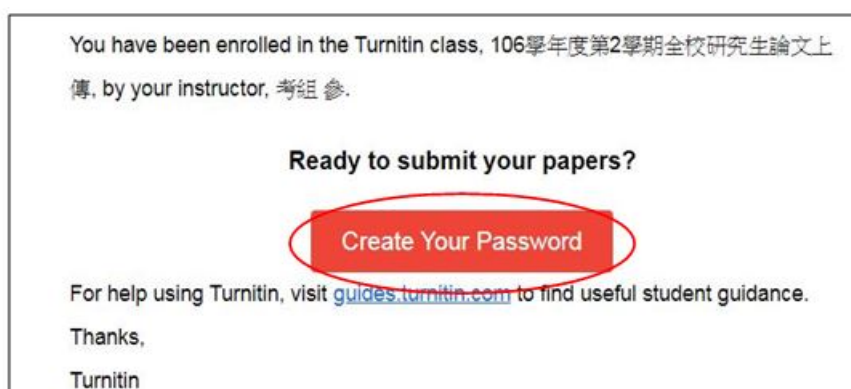 You have been enrolled in the Turnitin class, 106學年度第2學期全校研究生論文上
傳, by your instructor, 考組 參.
Ready to submit your papers?
Create Your Password
For help using Turnitin, visit guides.turnitin.com to find useful student guidance.
Thanks,
Turnitin